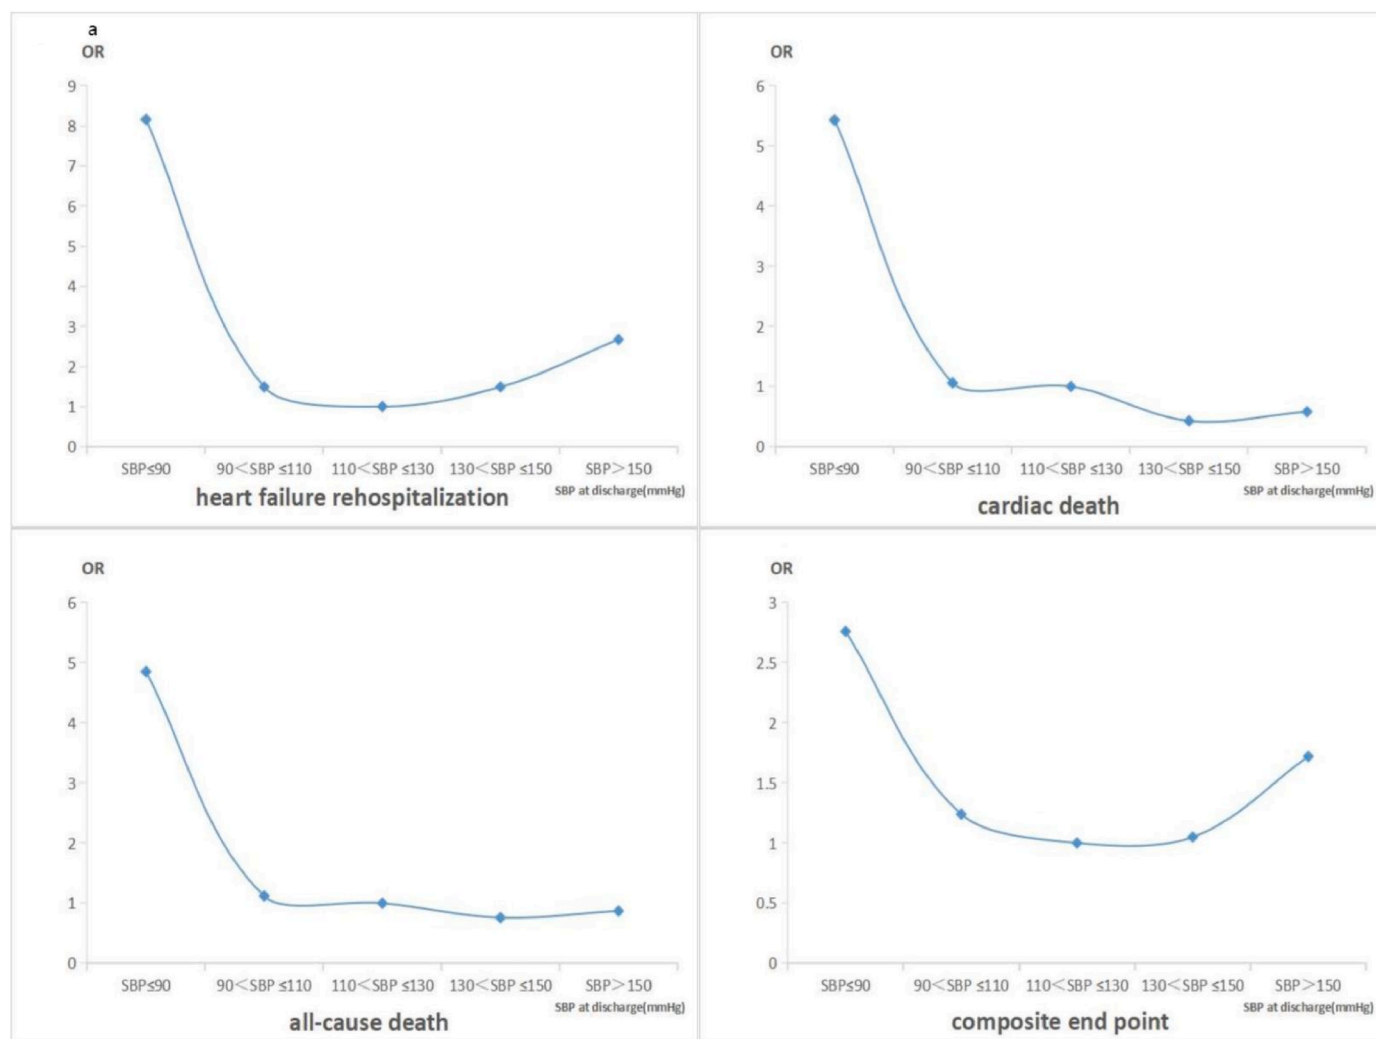 a
OR
9
8
7
6
5
4
3
2
1
0
SBP≤90 90<SBP ≤110 110<SBP ≤130 130<SBP ≤150 SBP>150
SBP at discharge(mmHg)
heart failure rehospitalization
OR
6
5
4
3
2
1
0
SBP≤90 90<SBP ≤110 110<SBP ≤130 130<SBP ≤150 SBP>150
SBP at discharge(mmHg)
cardiac death
OR
6
5
4
3
2
1
0
SBP≤90 90<SBP ≤110 110<SBP ≤130 130<SBP ≤150 SBP>150
SBP at discharge(mmHg)
all-cause death
OR
3
2.5
2
1.5
1
0.5
0
SBP≤90 90<SBP ≤110 110<SBP ≤130 130<SBP ≤150 SBP>150
SBP at discharge(mmHg)
composite end point